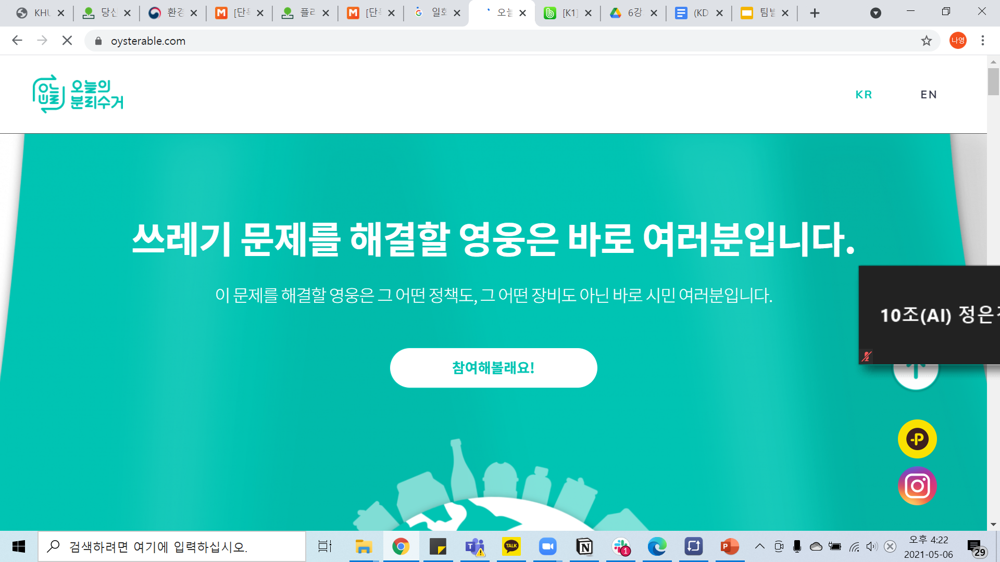 KHU
당신
환경
[단독
플라
[단독
일회
오늘
[K1]
6강
(KD
팀별
oysterable.com
나영
오늘의
분리수거
KR
EN
쓰레기 문제를 해결할 영웅은 바로 여러분입니다.
이 문제를 해결할 영웅은 그 어떤 정책도, 그 어떤 장비도 아닌 바로 시민 여러분입니다.
10조(AI) 정은
참여해볼래요!
검색하려면 여기에 입력하십시오.
TALK
1
오후 4:22
2021-05-06
29